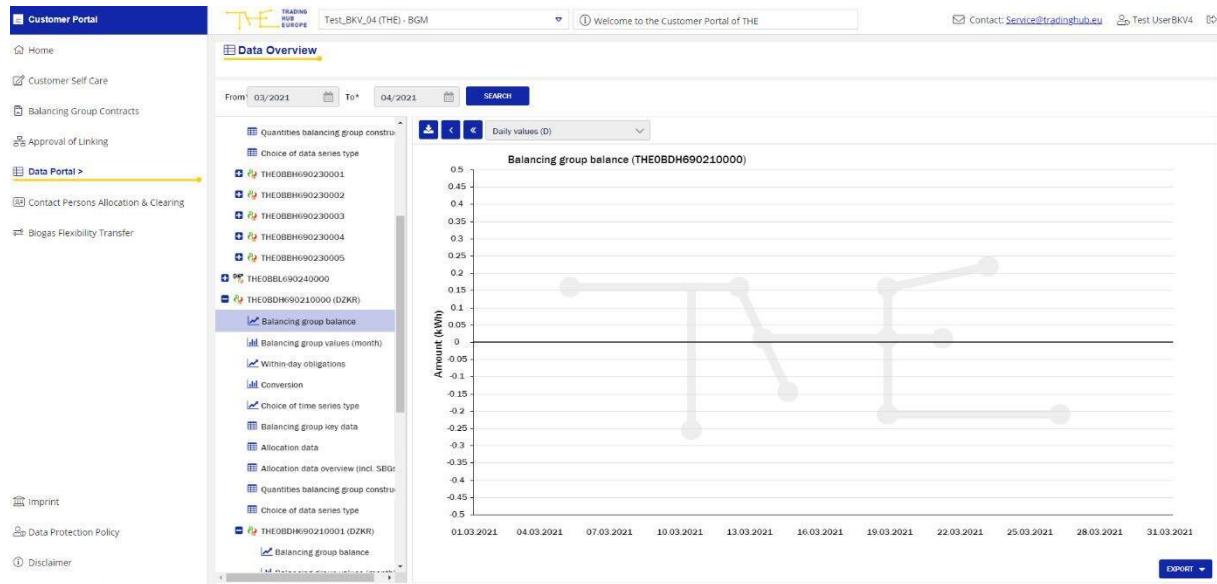 Customer Portal
TRADING
HUB
EUROPE
Test_BKV_04 (THE) - BGM
Welcome to the Customer Portal of THE
Contact: Service@tradinghub.eu
Test UserBKV4
Home
Customer Self Care
Balancing Group Contracts
Approval of Linking
Data Portal >
Contact Persons Allocation & Clearing
Biogas Flexibility Transfer
Imprint
Data Protection Policy
Disclaimer
Data Overview
From* 03/2021 To* 04/2021 SEARCH
Quantities balancing group constru
Choice of data series type
THE0BBH690230001
THE0BBH690230002
THE0BBH690230003
THE0BBH690230004
THE0BBH690230005
THE0BBL690240000
THE0BDH690210000 (DZKR)
Balancing group balance
Balancing group values (month)
Within-day obligations
Conversion
Choice of time series type
Balancing group key data
Allocation data
Allocation data overview (incl. SBGs
Quantities balancing group constru
Choice of data series type
THE0BDH690210001 (DZKR)
Balancing group balance
Daily values (D)
Balancing group balance (THE0BDH690210000)
Amount (kWh)
0.5
0.45
0.4
0.35
0.3
0.25
0.2
0.15
0.1
0.05
0
-0.05
-0.1
-0.15
-0.2
-0.25
-0.3
-0.35
-0.4
-0.45
-0.5
01.03.2021 04.03.2021 07.03.2021 10.03.2021 13.03.2021 16.03.2021 19.03.2021 22.03.2021 25.03.2021 28.03.2021 31.03.2021
EXPORT